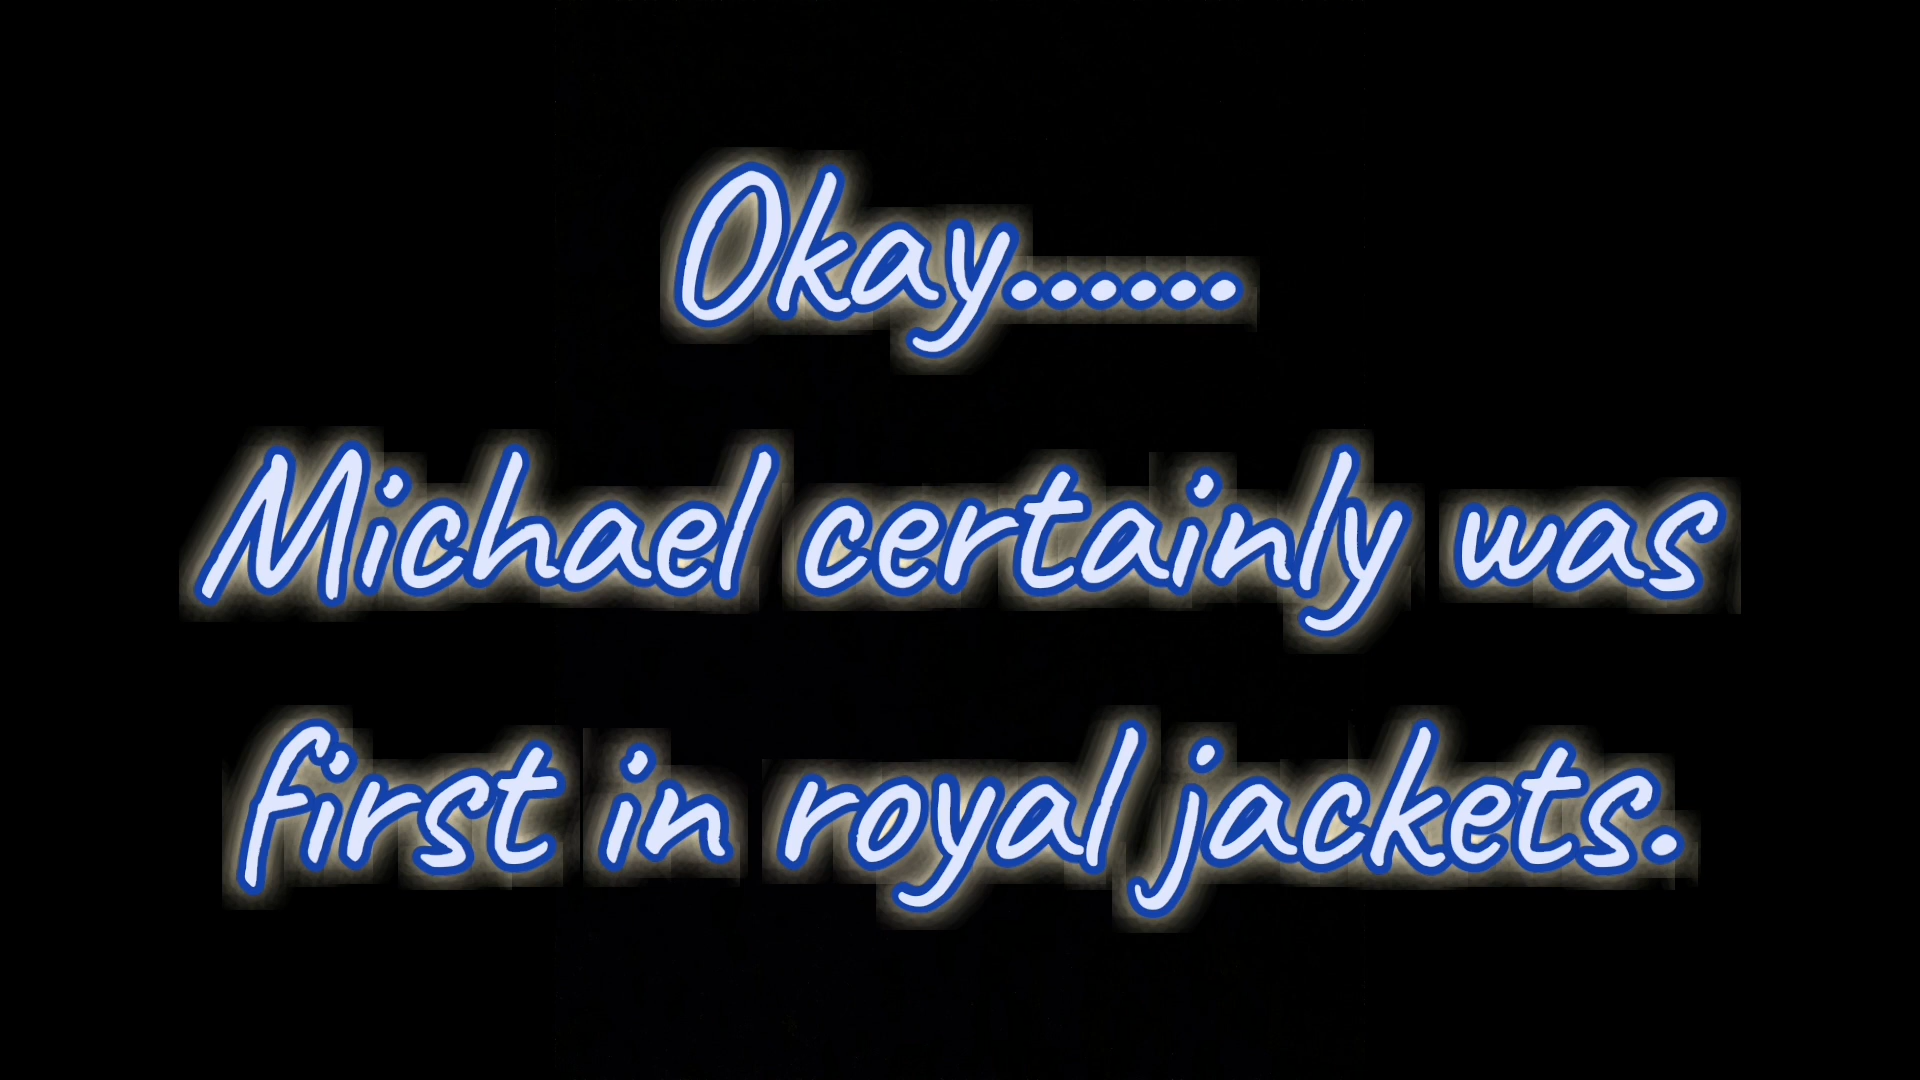 Okay......
Michael certainly was
first in royal jackets.